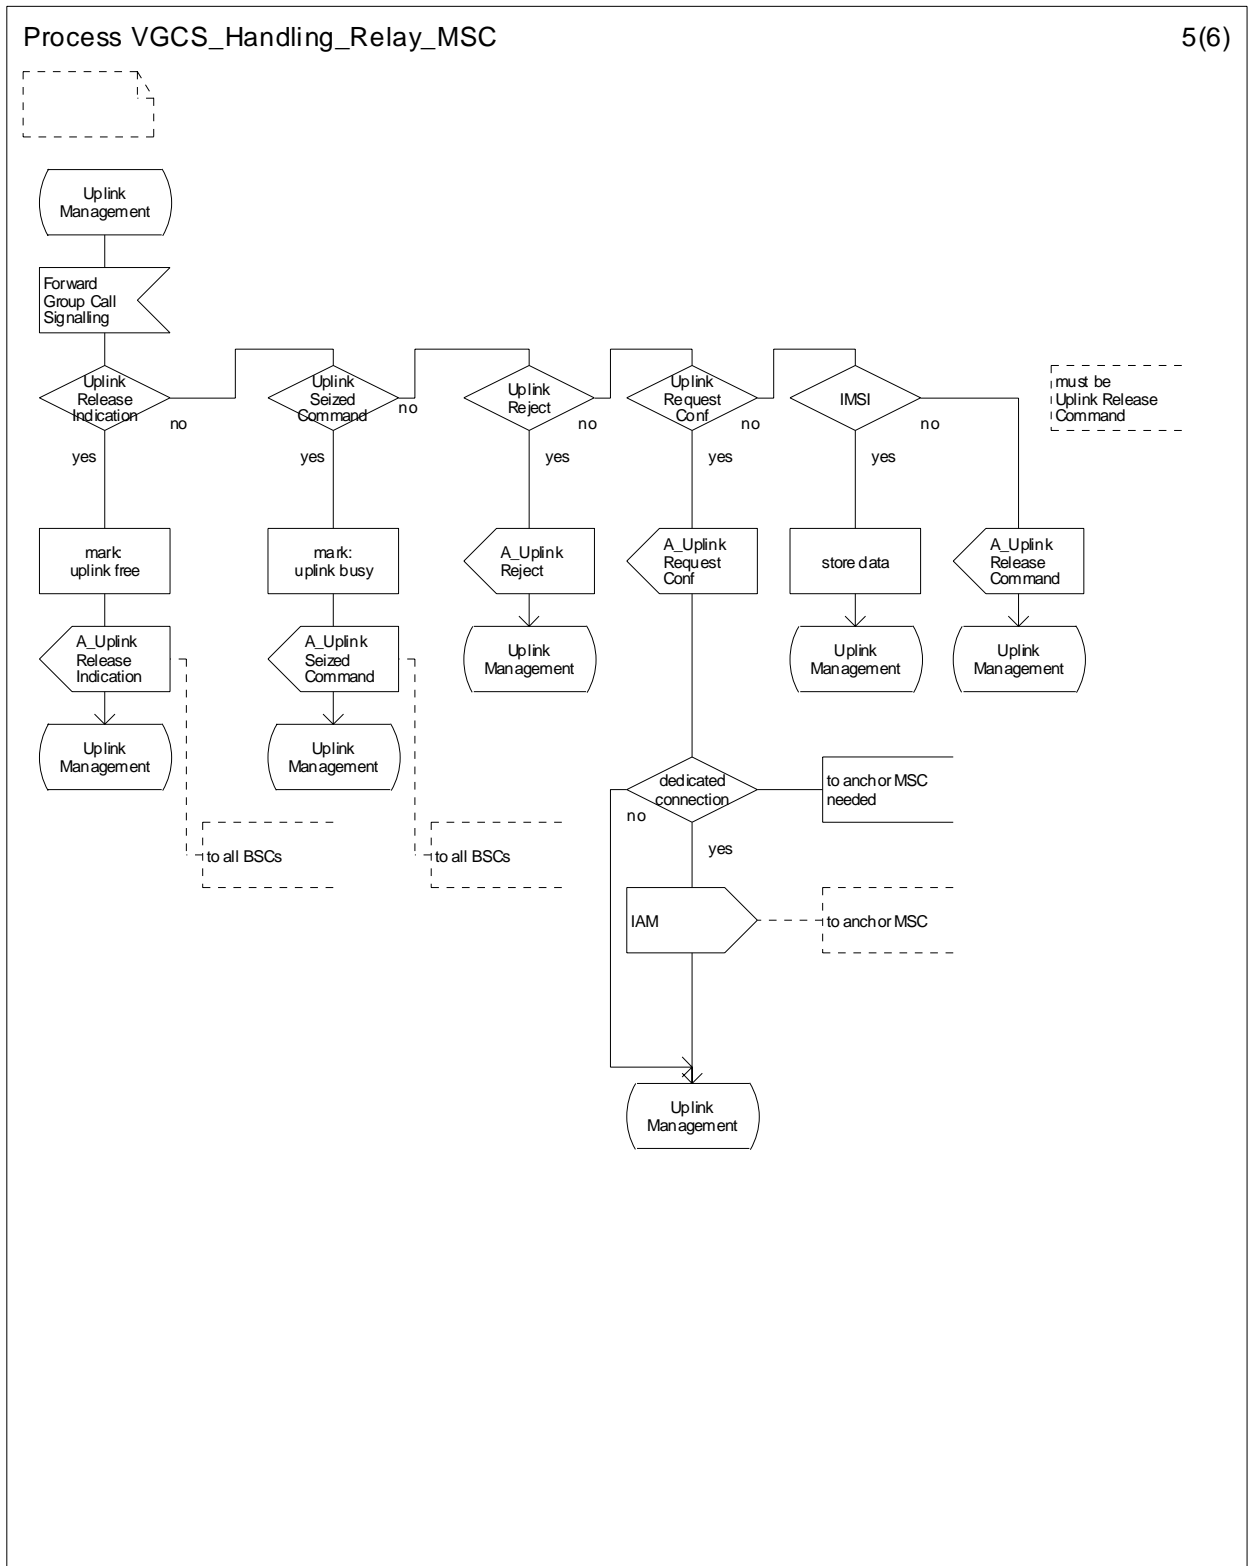 Process VGCS_Handling_Relay_MSC
5(6)
Uplink
Management
Forward
Group Call
Signalling
Uplink
Release
Indication
no
yes
Uplink
Seized
Command
no
yes
Uplink
Reject
no
yes
Uplink
Request
Conf
no
yes
IMSI
no
yes
must be
Uplink Release
Command
mark:
uplink free
mark:
uplink busy
A_Uplink
Reject
A_Uplink
Request
Conf
store data
A_Uplink
Release
Command
A_Uplink
Release
Indication
A_Uplink
Seized
Command
Uplink
Management
Uplink
Management
Uplink
Management
Uplink
Management
Uplink
Management
dedicated
connection
no
yes
to anchor MSC
needed
to all BSCs
to all BSCs
IAM
to anchor MSC
Uplink
Management